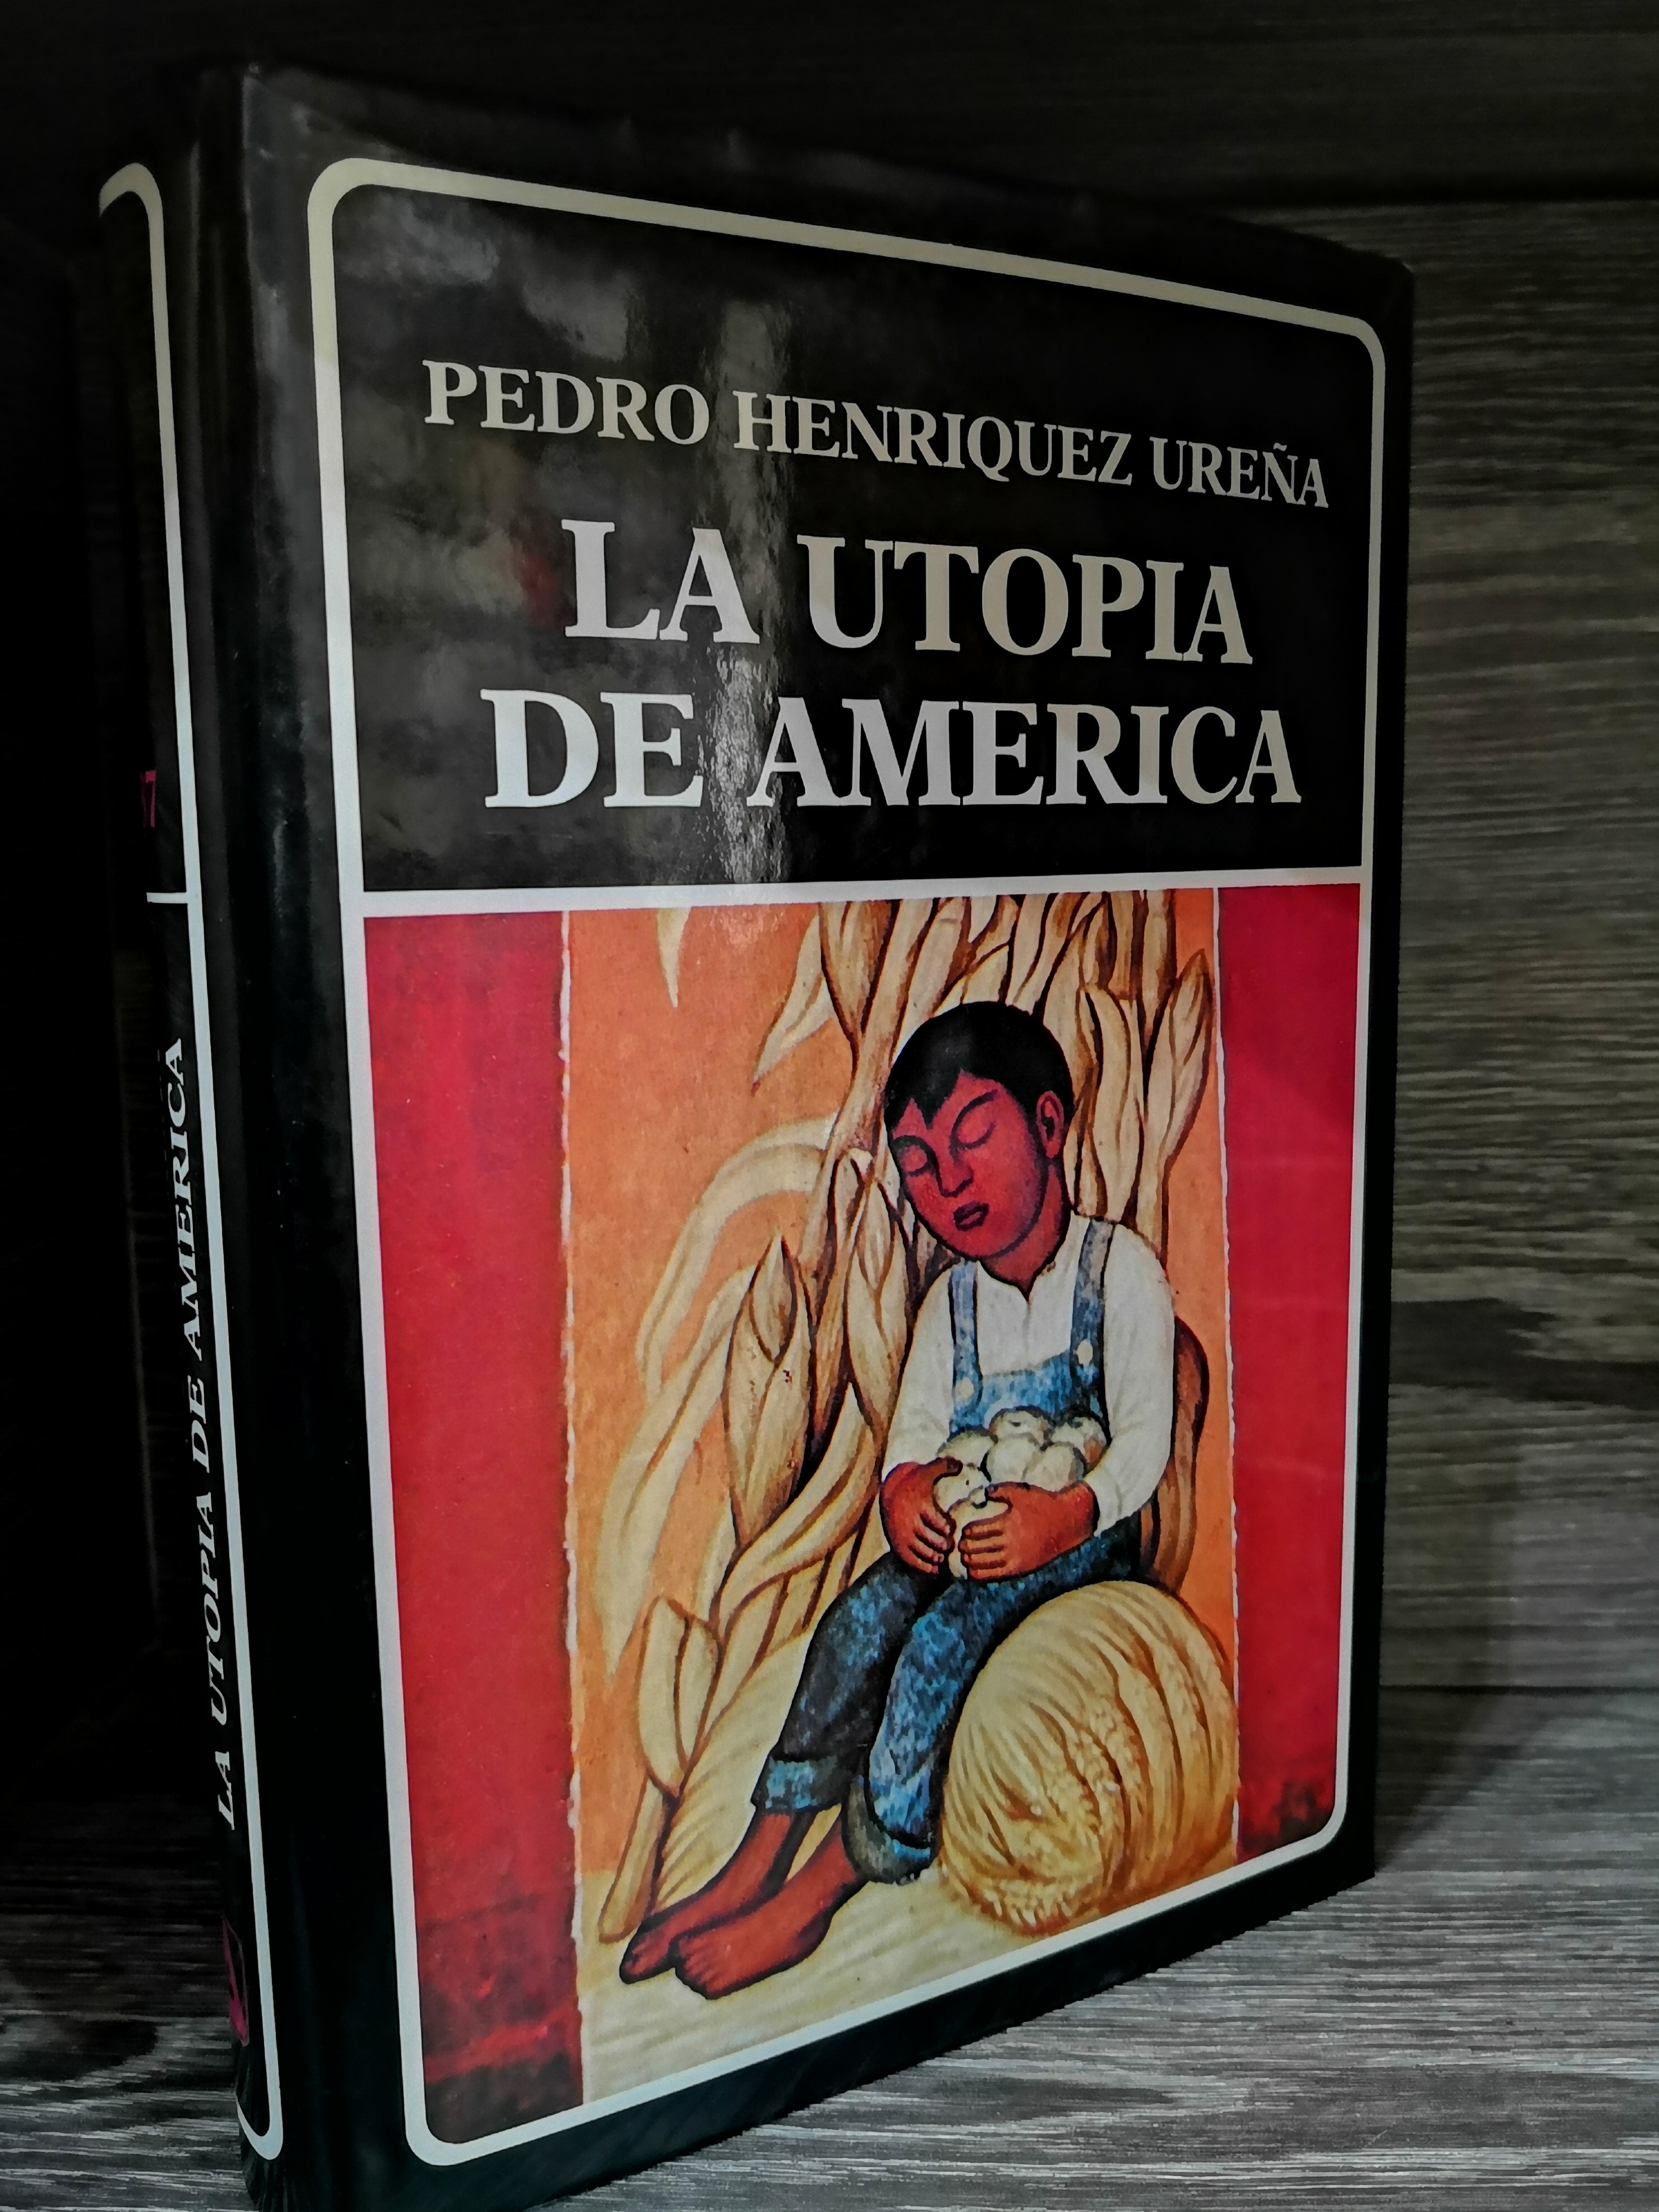 PEDRO HENRIQUEZ UREÑA
LA UTOPIA
DE AMERICA
LA UTOPIA DE AMERICA